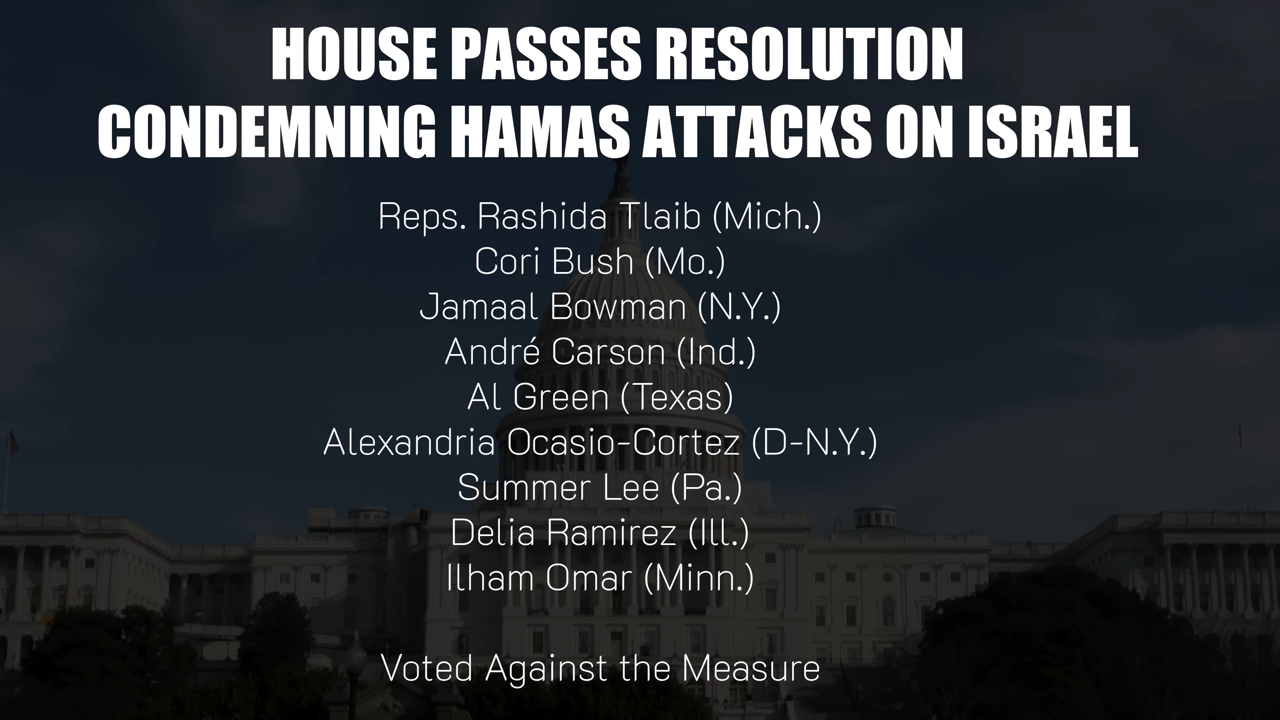 HOUSE PASSES RESOLUTION
CONDEMNING HAMAS ATTACKS ON ISRAEL
Reps. Rashida Tlaib (Mich.)
Cori Bush (Mo.)
Jamaal Bowman (N.Y.)
André Carson (Ind.)
Al Green (Texas)
Alexandria Ocasio-Cortez (D-N.Y.)
Summer Lee (Pa.)
Delia Ramirez (Ill.)
Ilham Omar (Minn.)
Voted Against the Measure